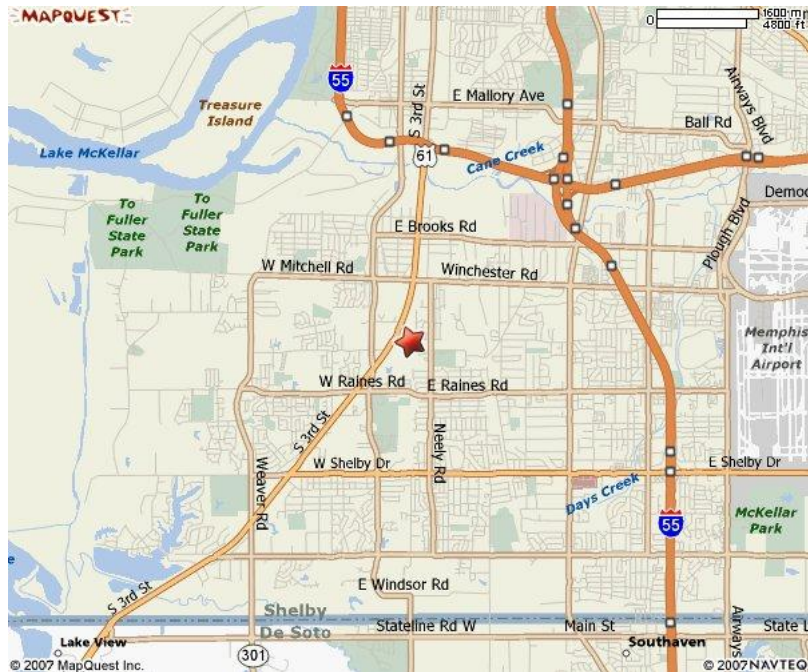 MAPQUEST
0
1600 m
4800 ft
55
E Mallory Ave
Airways Blvd
Treasure
Island
S 3rd St
Ball Rd
Lake McKellar
61
Cane Creek
To
Fuller
State
Park
To
Fuller
State
Park
Democ
E Brooks Rd
Plough Blvd
W Mitchell Rd
Winchester Rd
Memphis
Int'l
Airport
W Raines Rd
E Raines Rd
S 3rd St
Neely Rd
Weaver Rd
W Shelby Dr
E Shelby Dr
Days Creek
55
McKellar
Park
e
E Windsor Rd
S 3rd St
Shelby
De Soto
Stateline Rd W
Main St
Airways
State L
Lake View
301
Southaven
© 2007 MapQuest Inc.
© 2007 NAVTEQ